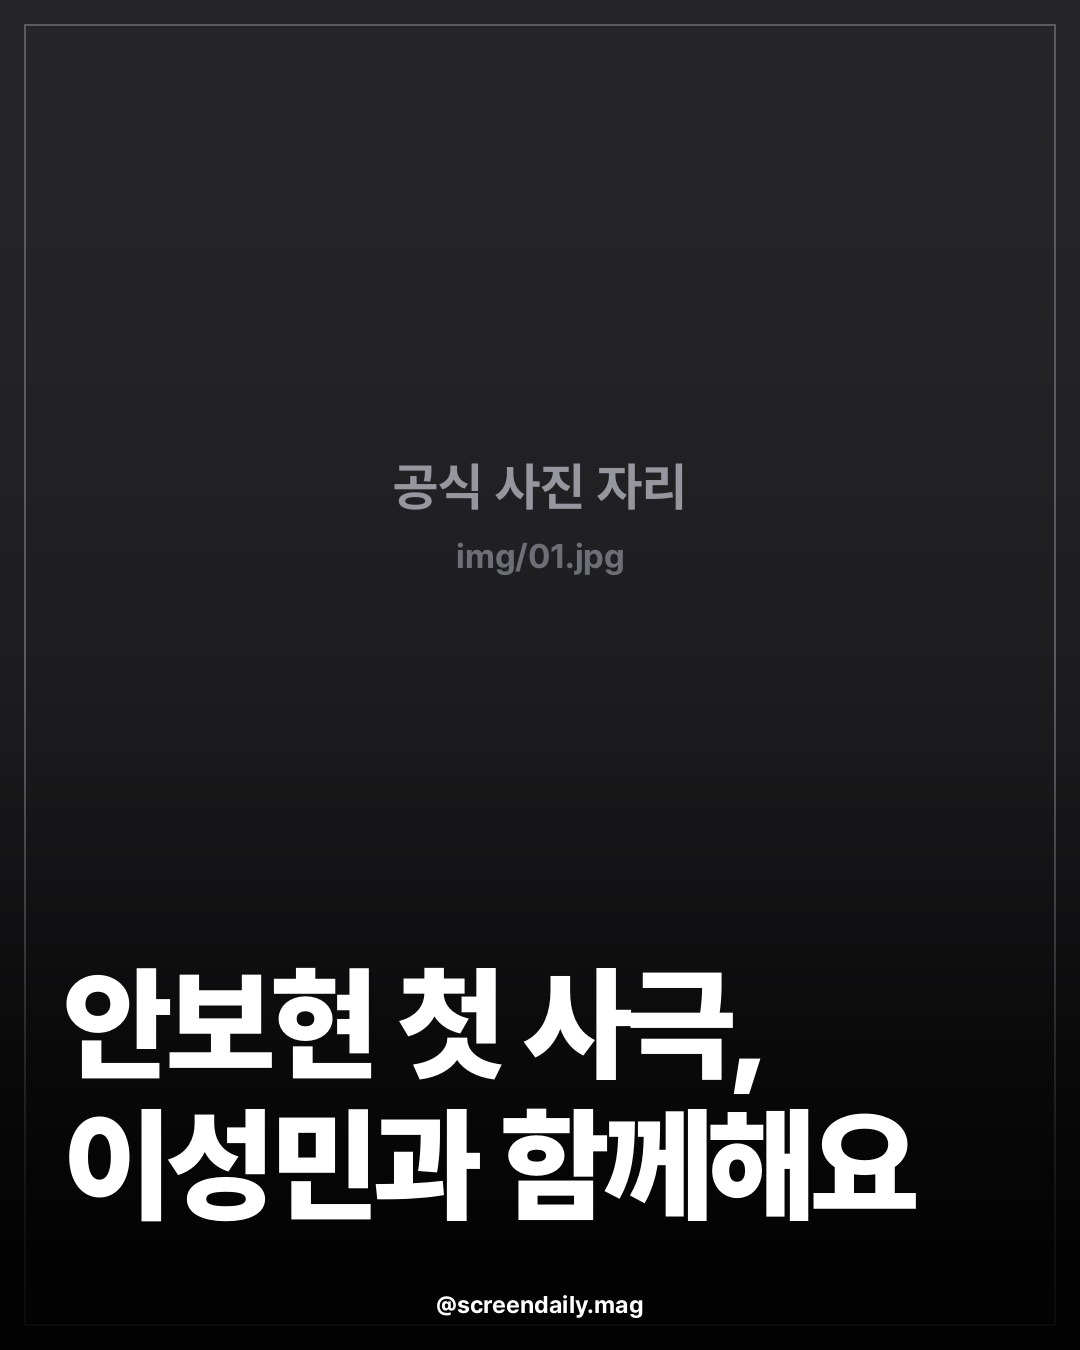 공식 사진 자리
img/01.jpg
안보현 첫 사극,
이성민과 함께해요
@screendaily.mag